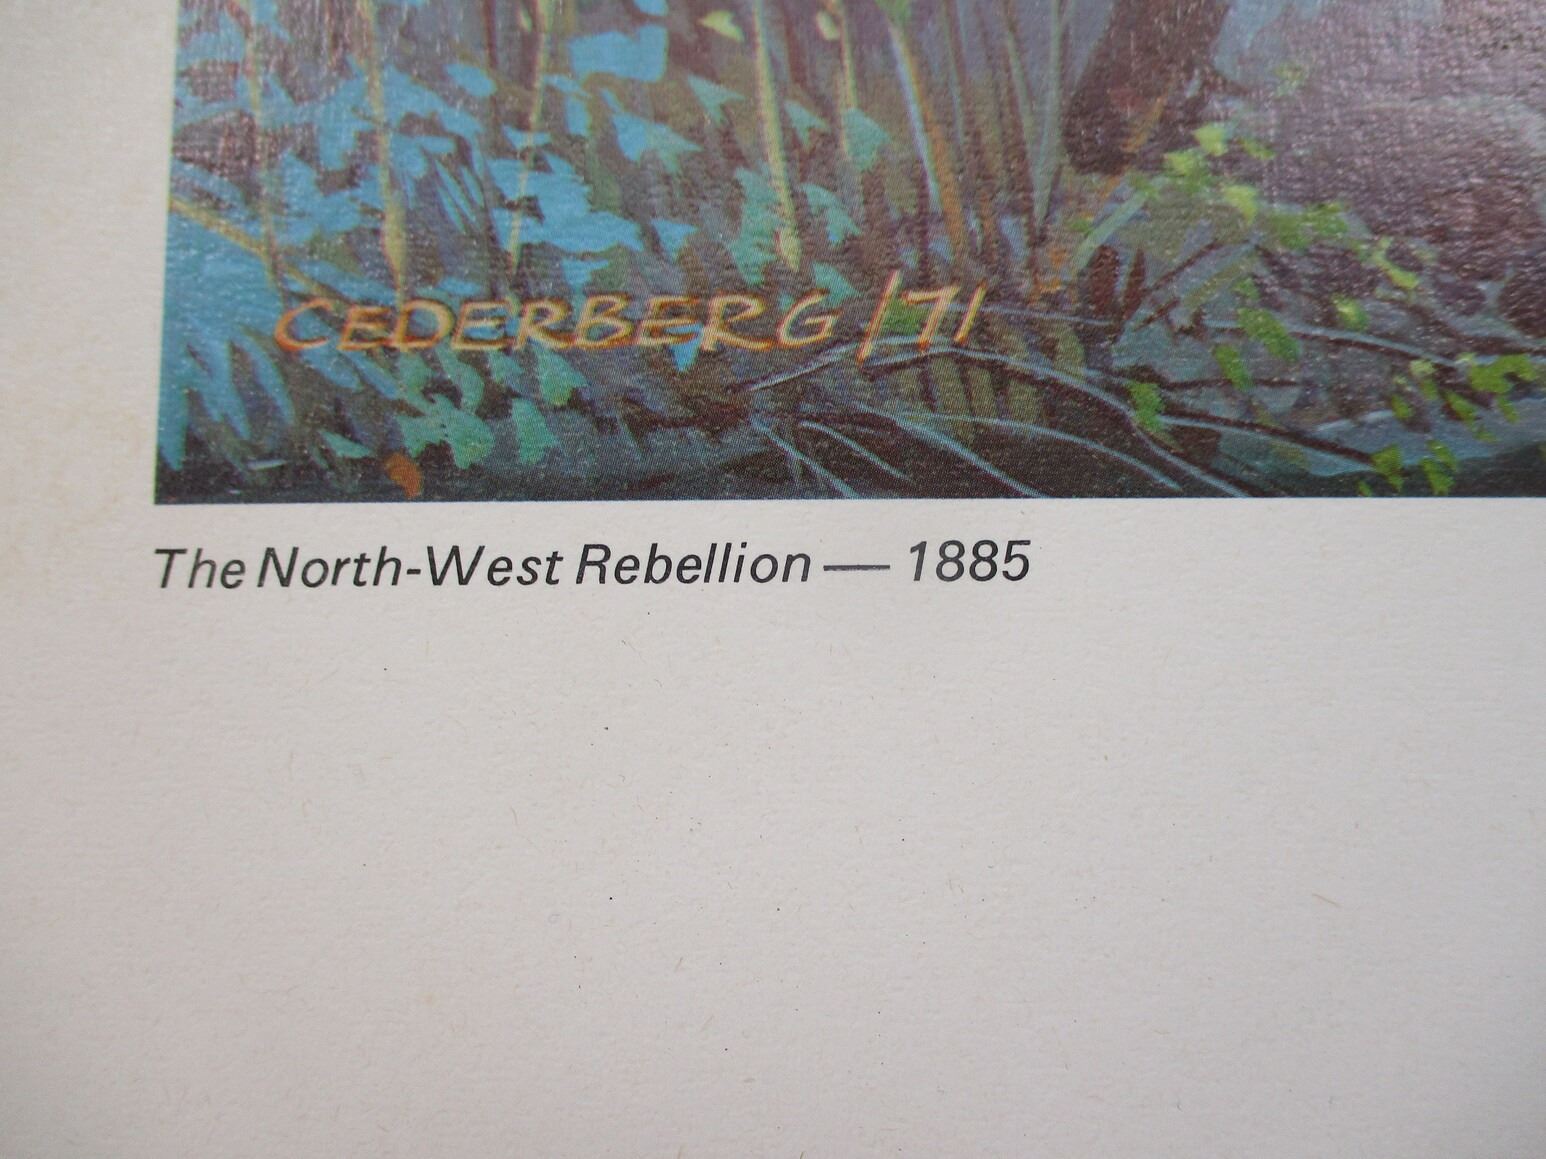 CEDERBERG/71
The North-West Rebellion — 1885